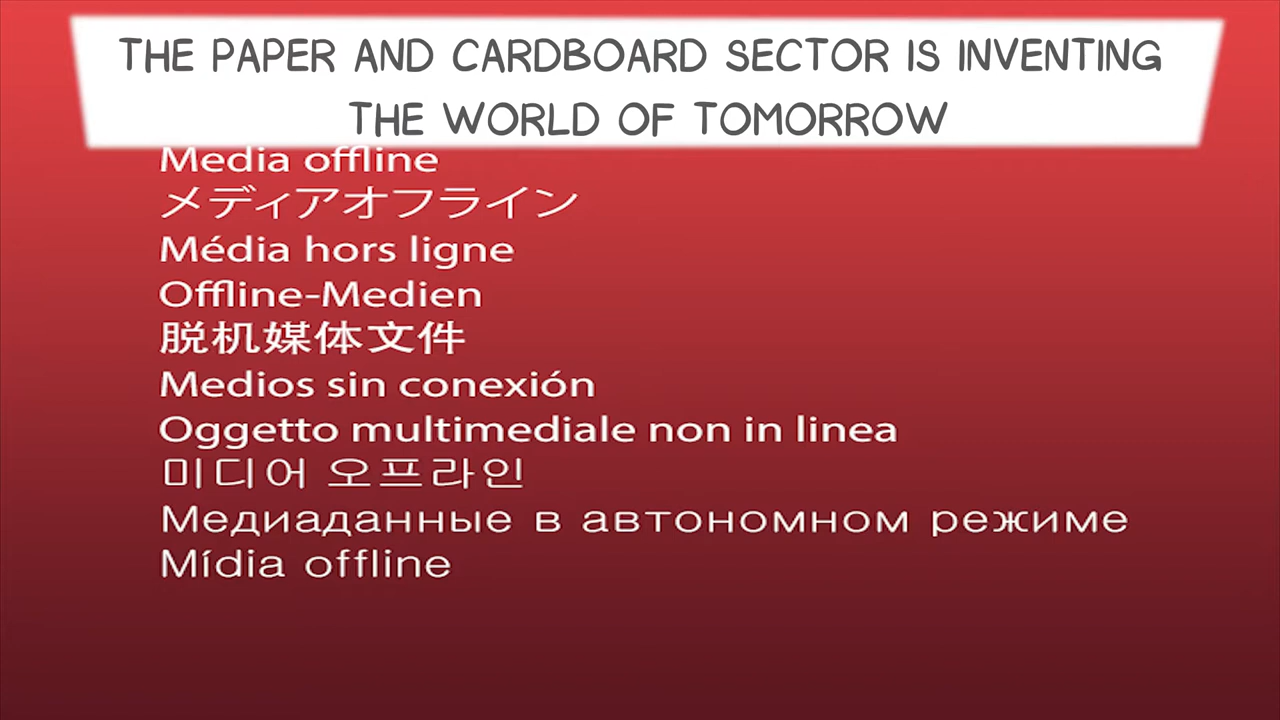 THE PAPER AND CARDBOARD SECTOR IS INVENTING
THE WORLD OF TOMORROW
Media offline
メディアオフライン
Média hors ligne
Offline-Medien
脱机媒体文件
Medios sin conexión
Oggetto multimediale non in linea
미디어 오프라인
Медиаданные в автономном режиме
Mídia offline